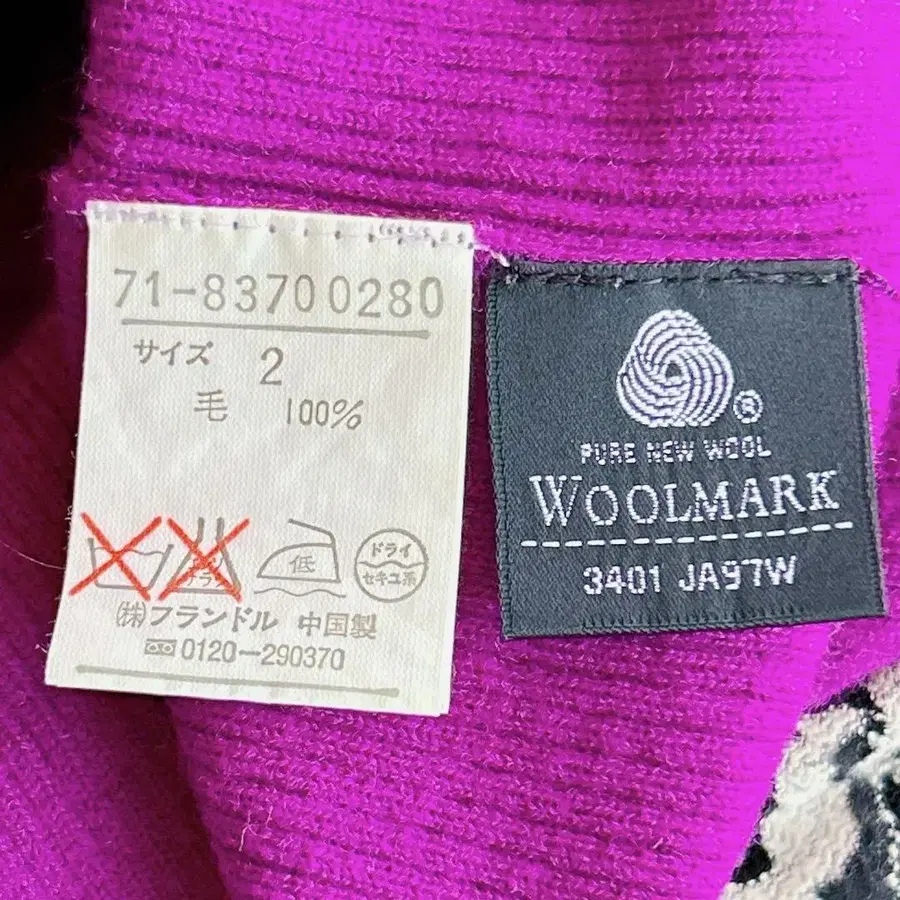 71-83700280
サイズ 2
毛 100%
低
ドライ
セキユ系
(株)フランドル 中国製
0120-290370
®
PURE NEW WOOL
WOOLMARK
3401 JA97W